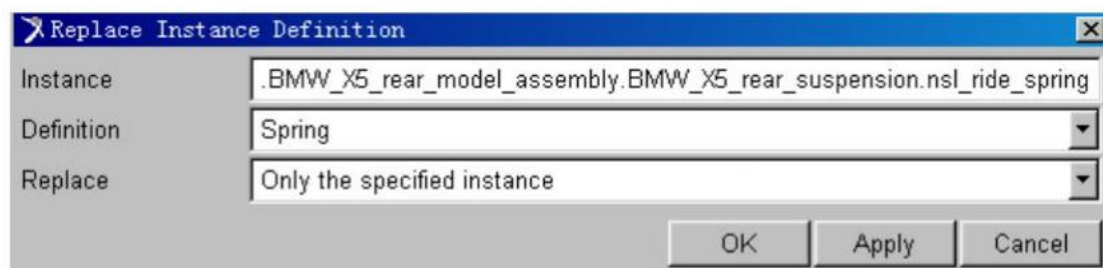 Replace Instance Definition
Instance .BMW_X5_rear_model_assembly.BMW_X5_rear_suspension.nsl_ride_spring
Definition Spring
Replace Only the specified instance
OK Apply Cancel